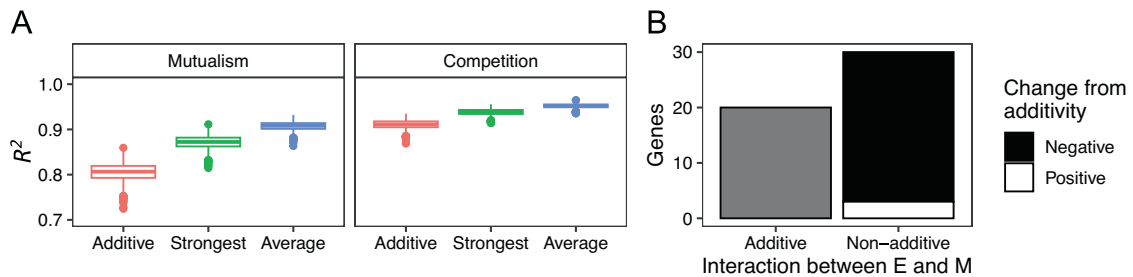 A
Mutualism
Competition
R²
1.0
0.9
0.8
0.7
Additive Strongest Average
Additive Strongest Average
B
Genes
30
20
10
0
Additive Non−additive
Interaction between E and M
Change from
additivity
Negative
Positive